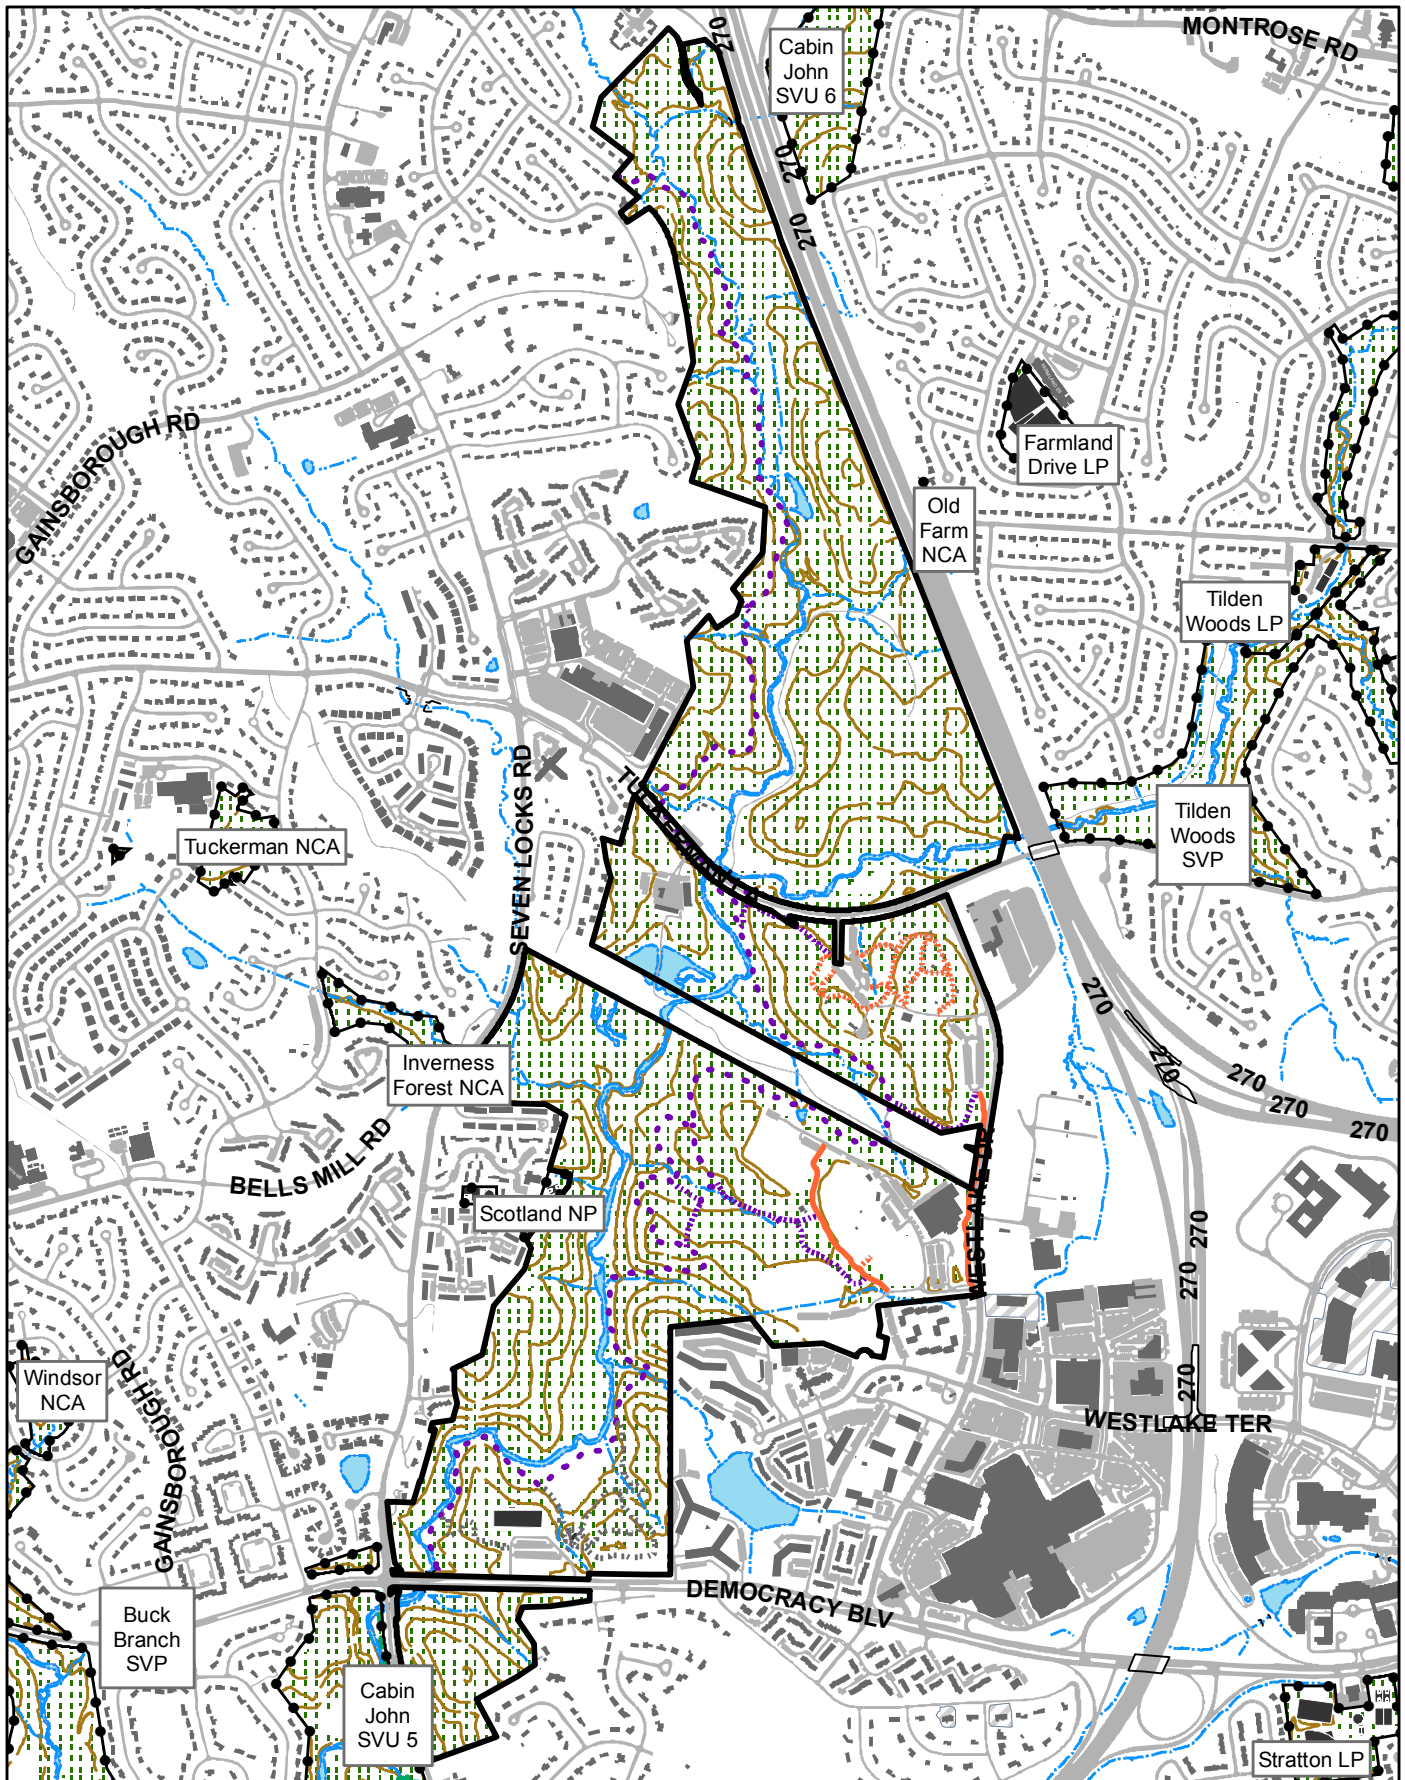 270
MONTROSE RD
Cabin
John
SVU 6
270
270
GAINSBOROUGH RD
Farmland
Drive LP
Old
Farm
NCA
Tilden
Woods LP
SEVEN LOCKS RD
Tuckerman NCA
Tilden
Woods
SVP
270
270
270
270
270
Inverness
Forest NCA
BELLS MILL RD
Scotland NP
WESTLAKE DR
270
270
270
Windsor
NCA
GAINSBOROUGH RD
WESTLAKE TER
DEMOCRACY BLV
Buck
Branch
SVP
Cabin
John
SVU 5
Stratton LP